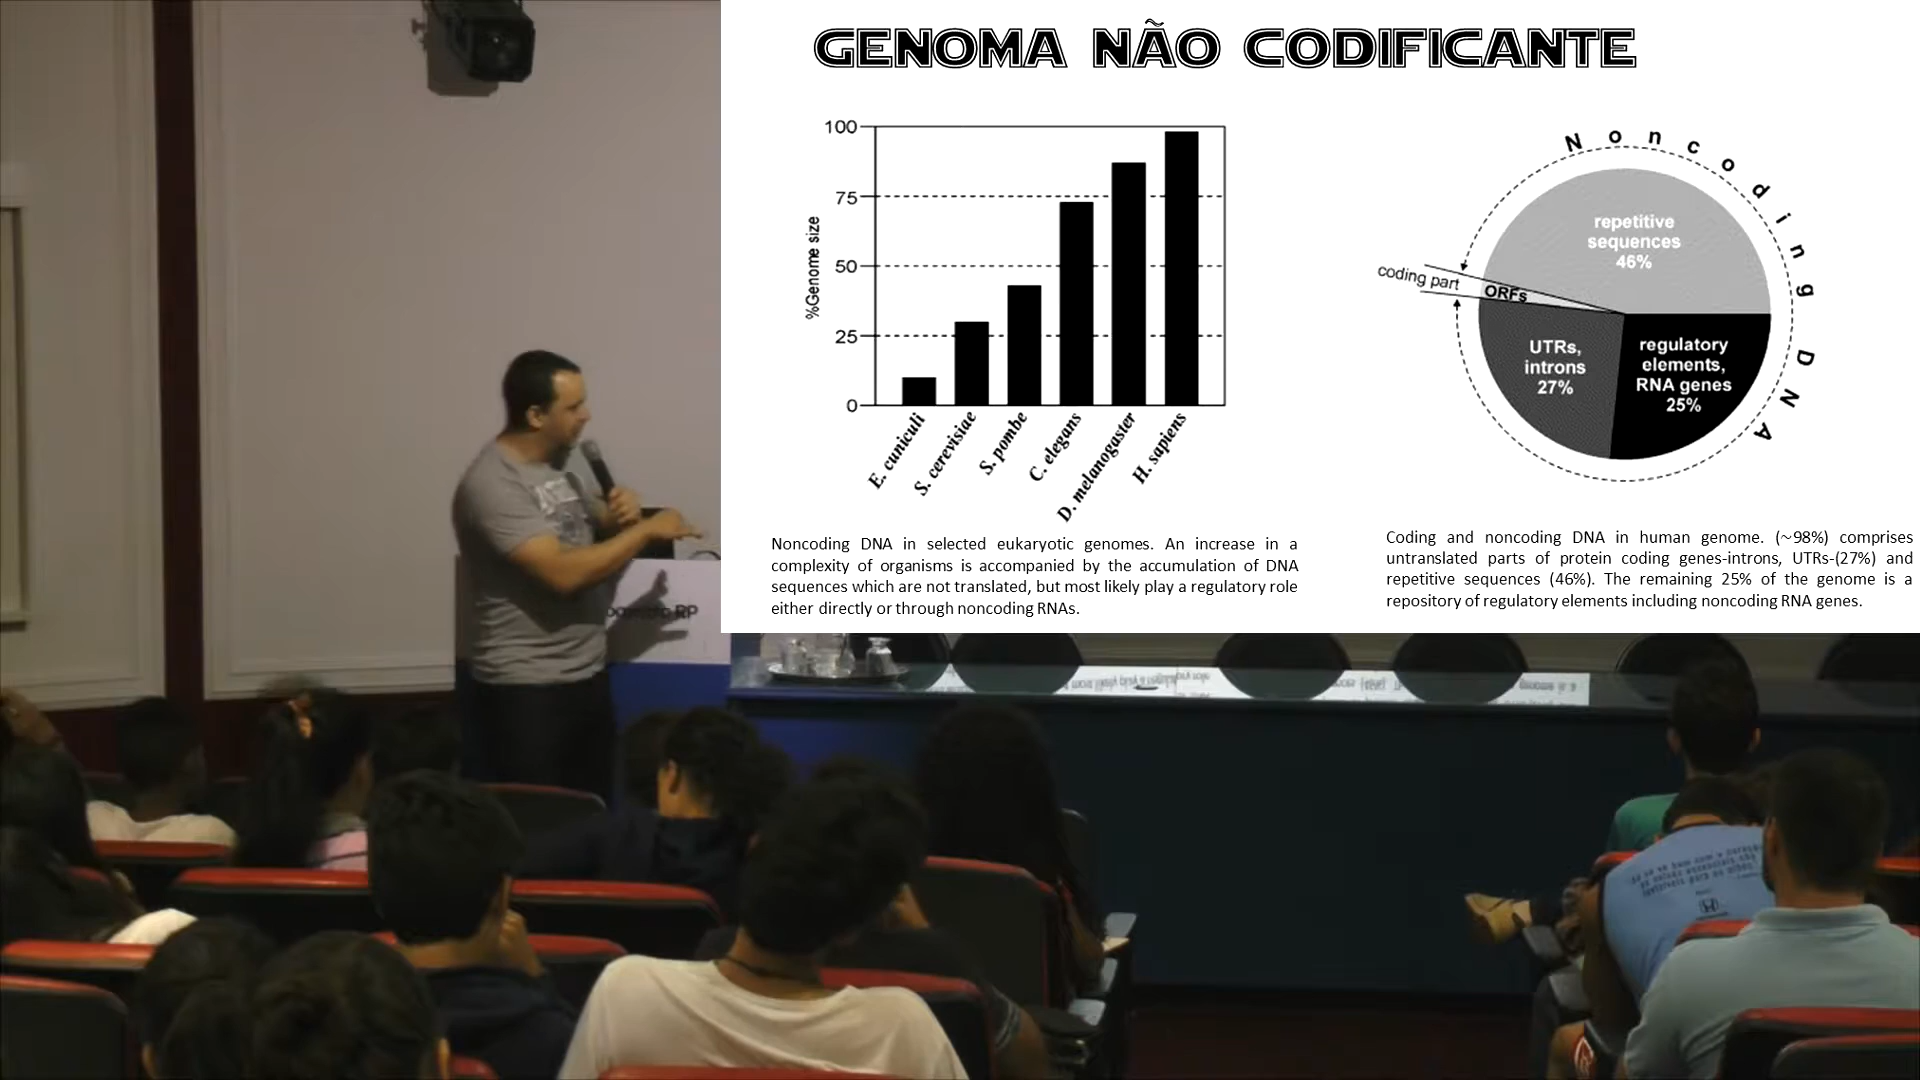 GENOMA NÃO CODIFICANTE
100
75
50
25
0
%Genome size
E. cuniculi
S. cerevisiae
S. pombe
C. elegans
D. melanogaster
H. sapiens
Noncoding DNA in selected eukaryotic genomes. An increase in a
complexity of organisms is accompanied by the accumulation of DNA
sequences which are not translated, but most likely play a regulatory role
either directly or through noncoding RNAs.
Noncoding DNA
repetitive
sequences
46%
coding part
ORFs
UTRs,
introns
27%
regulatory
elements,
RNA genes
25%
Coding and noncoding DNA in human genome. (~98%) comprises
untranslated parts of protein coding genes-introns, UTRs-(27%) and
repetitive sequences (46%). The remaining 25% of the genome is a
repository of regulatory elements including noncoding RNA genes.
RP